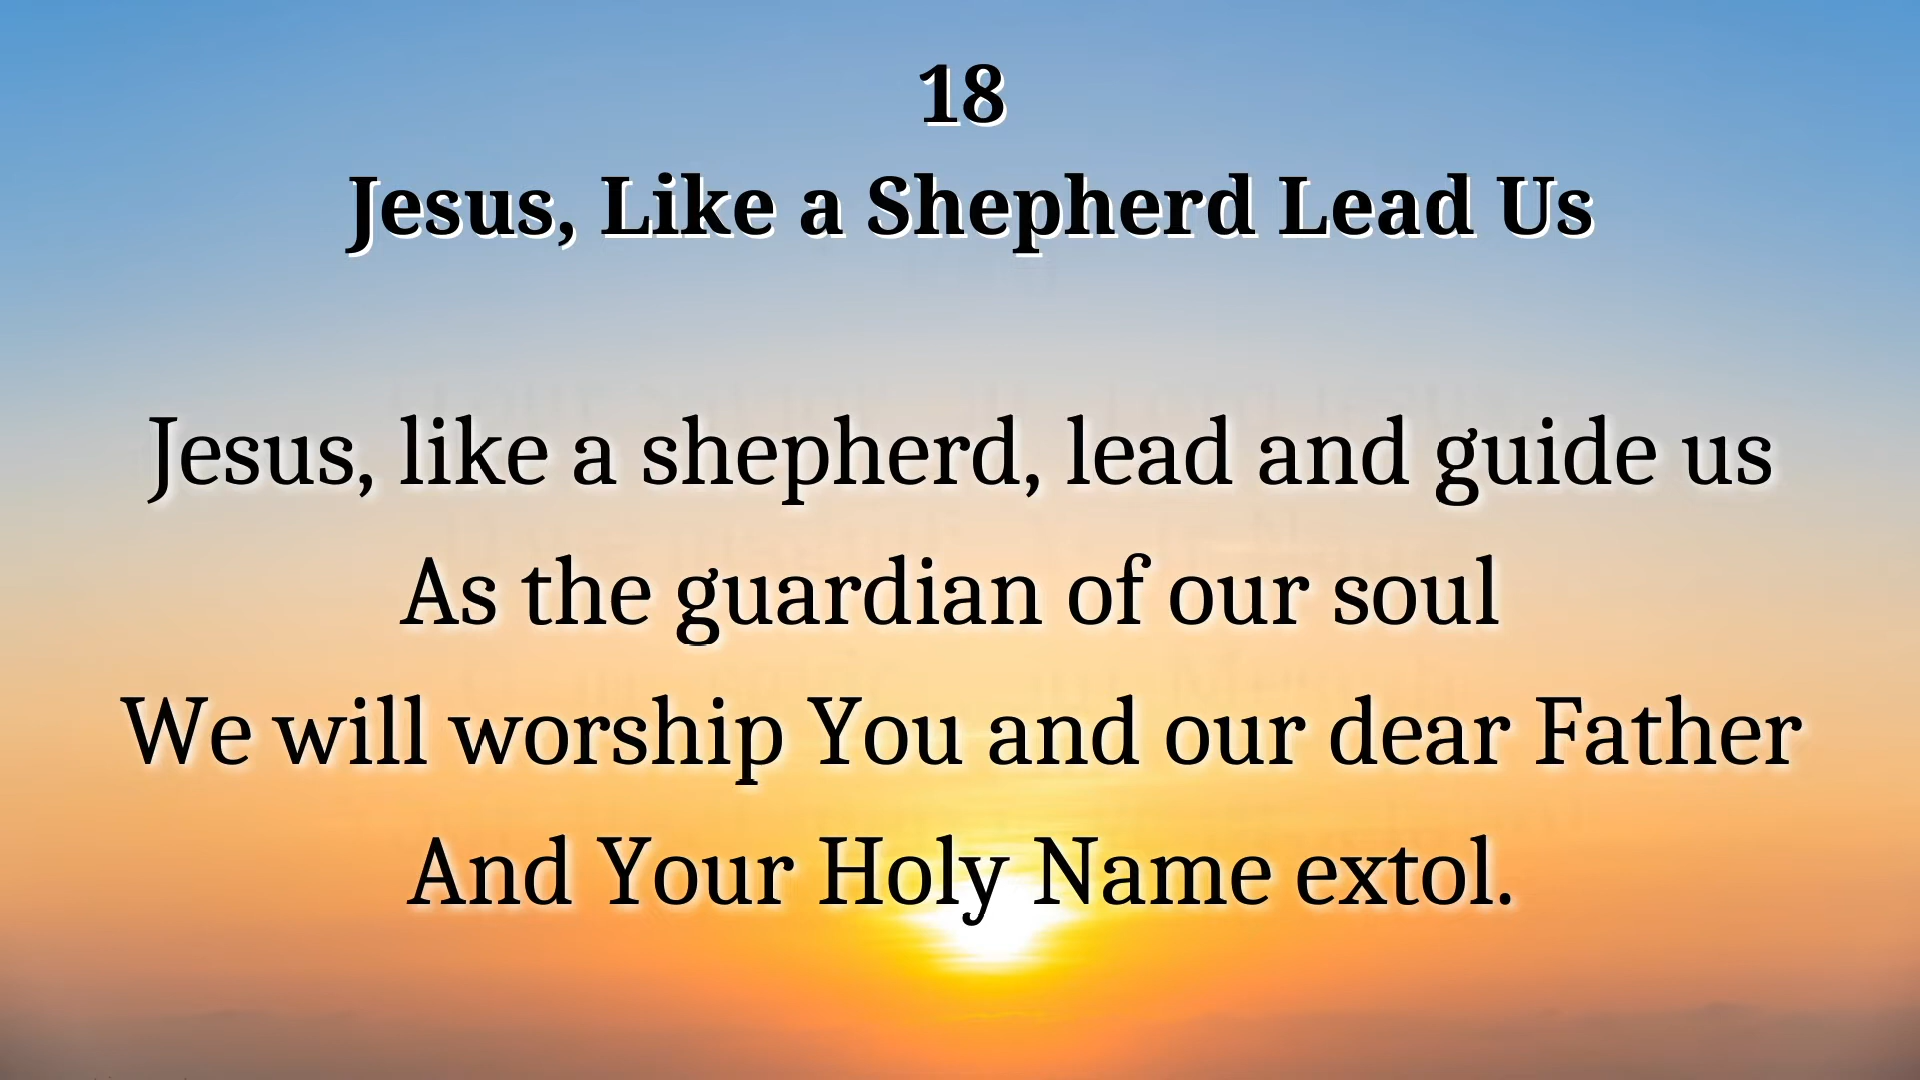 18
Jesus, Like a Shepherd Lead Us
Jesus, like a shepherd, lead and guide us
As the guardian of our soul
We will worship You and our dear Father
And Your Holy Name extol.